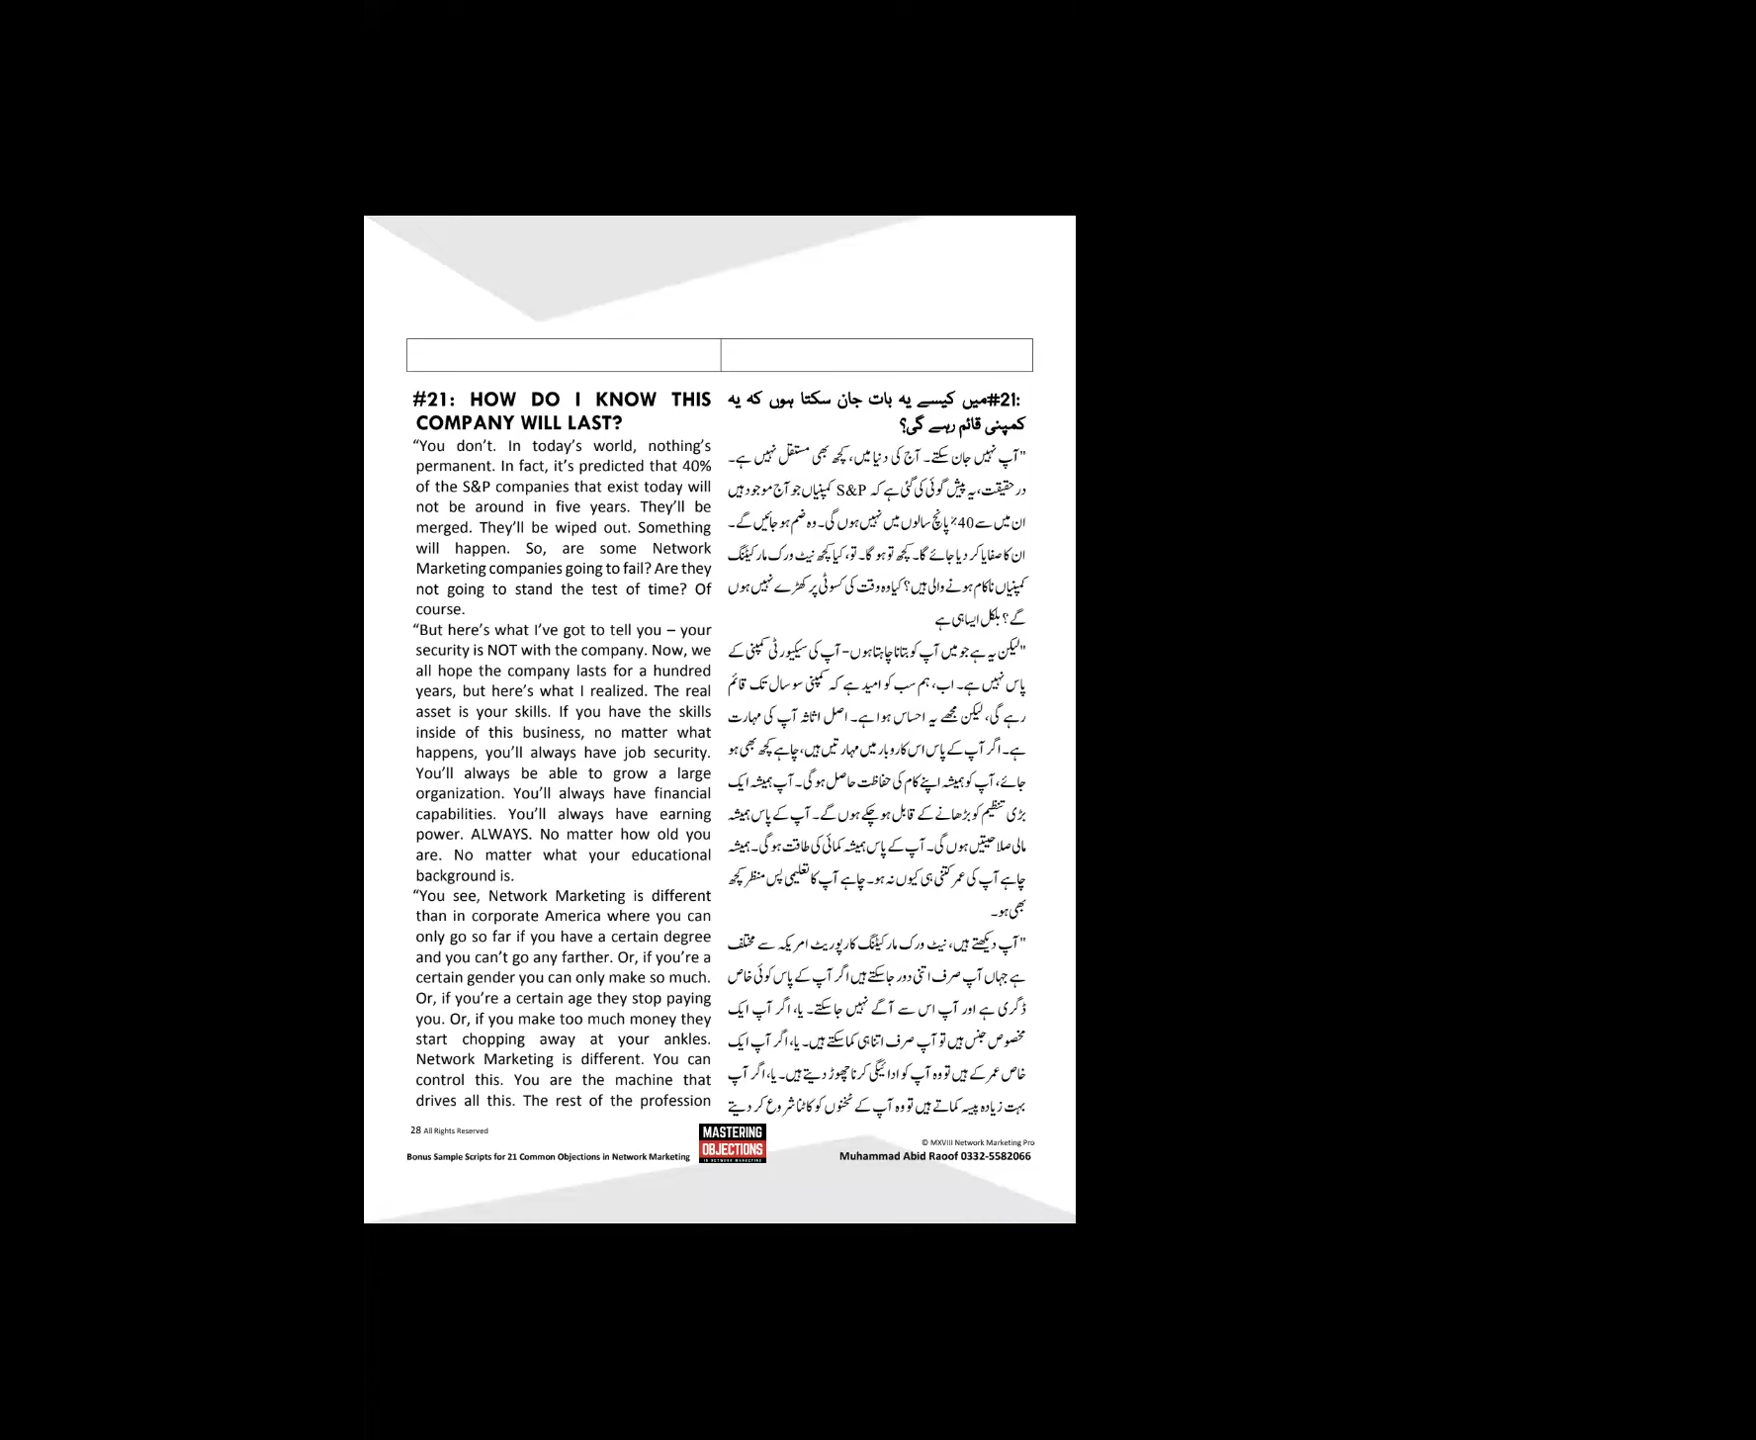 #21: HOW DO I KNOW THIS
COMPANY WILL LAST?
“You don’t. In today’s world, nothing’s
permanent. In fact, it’s predicted that 40%
of the S&P companies that exist today will
not be around in five years. They’ll be
merged. They’ll be wiped out. Something
will happen. So, are some Network
Marketing companies going to fail? Are they
not going to stand the test of time? Of
course.
“But here’s what I’ve got to tell you – your
security is NOT with the company. Now, we
all hope the company lasts for a hundred
years, but here’s what I realized. The real
asset is your skills. If you have the skills
inside of this business, no matter what
happens, you’ll always have job security.
You’ll always be able to grow a large
organization. You’ll always have financial
capabilities. You’ll always have earning
power. ALWAYS. No matter how old you
are. No matter what your educational
background is.
“You see, Network Marketing is different
than in corporate America where you can
only go so far if you have a certain degree
and you can’t go any farther. Or, if you’re a
certain gender you can only make so much.
Or, if you’re a certain age they stop paying
you. Or, if you make too much money they
start chopping away at your ankles.
Network Marketing is different. You can
control this. You are the machine that
drives all this. The rest of the profession
#21:میں کیسے یہ بات جان سکتا ہوں کہ یہ
کمپنی قائم رہے گی؟
"آپ نہیں جان سکتے۔ آج کی دنیا میں، کچھ بھی مستقل نہیں ہے۔
درحقیقت، یہ پیش گوئی کی گئی ہے کہ S&P کمپنیاں جو آج موجود ہیں
ان میں سے 40٪ پانچ سالوں میں نہیں ہوں گی۔ وہ ضم ہو جائیں گے۔
ان کا صفایا کر دیا جائے گا۔ کچھ تو ہو گا۔ تو، کیا کچھ نیٹ ورک مارکیٹنگ
کمپنیاں ناکام ہونے والی ہیں؟ کیا وہ وقت کی کسوٹی پر کھڑے نہیں ہوں
گے؟ بلکل ایسا ہی ہے
"لیکن یہ ہے جو میں آپ کو بتانا چاہتا ہوں – آپ کی سیکیورٹی کمپنی کے
پاس نہیں ہے۔ اب، ہم سب کو امید ہے کہ کمپنی سو سال تک قائم
رہے گی، لیکن مجھے یہ احساس ہوا ہے۔ اصل اثاثہ آپ کی مہارت
ہے۔ اگر آپ کے پاس اس کاروبار میں مہارتیں ہیں، چاہے کچھ بھی ہو
جائے، آپ کو ہمیشہ اپنے کام کی حفاظت حاصل ہو گی۔ آپ ہمیشہ ایک
بڑی تنظیم کو بڑھانے کے قابل ہو چکے ہوں گے۔ آپ کے پاس ہمیشہ
مالی صلاحیتیں ہوں گی۔ آپ کے پاس ہمیشہ کمائی کی طاقت ہو گی۔ ہمیشہ
چاہے آپ کی عمر کتنی ہی کیوں نہ ہو۔ چاہے آپ کا تعلیمی پس منظر کچھ
بھی ہو۔
"آپ دیکھتے ہیں، نیٹ ورک مارکیٹنگ کارپوریٹ امریکہ سے مختلف
ہے جہاں آپ صرف اتنی دور جا سکتے ہیں اگر آپ کے پاس کوئی خاص
ڈگری ہے اور آپ اس سے آگے نہیں جا سکتے۔ یا، اگر آپ ایک
مخصوص جنس ہیں تو آپ صرف اتنا ہی کما سکتے ہیں۔ یا، اگر آپ ایک
خاص عمر کے ہیں تو وہ آپ کو ادائیگی کرنا چھوڑ دیتے ہیں۔ یا، اگر آپ
بہت زیادہ پیسہ کماتے ہیں تو وہ آپ کے ٹخنوں کو کاٹنا شروع کر دیتے
28 All Rights Reserved
Bonus Sample Scripts for 21 Common Objections in Network Marketing
MASTERING
OBJECTIONS
IN NETWORK MARKETING
© MXVIII Network Marketing Pro
Muhammad Abid Raoof 0332-5582066